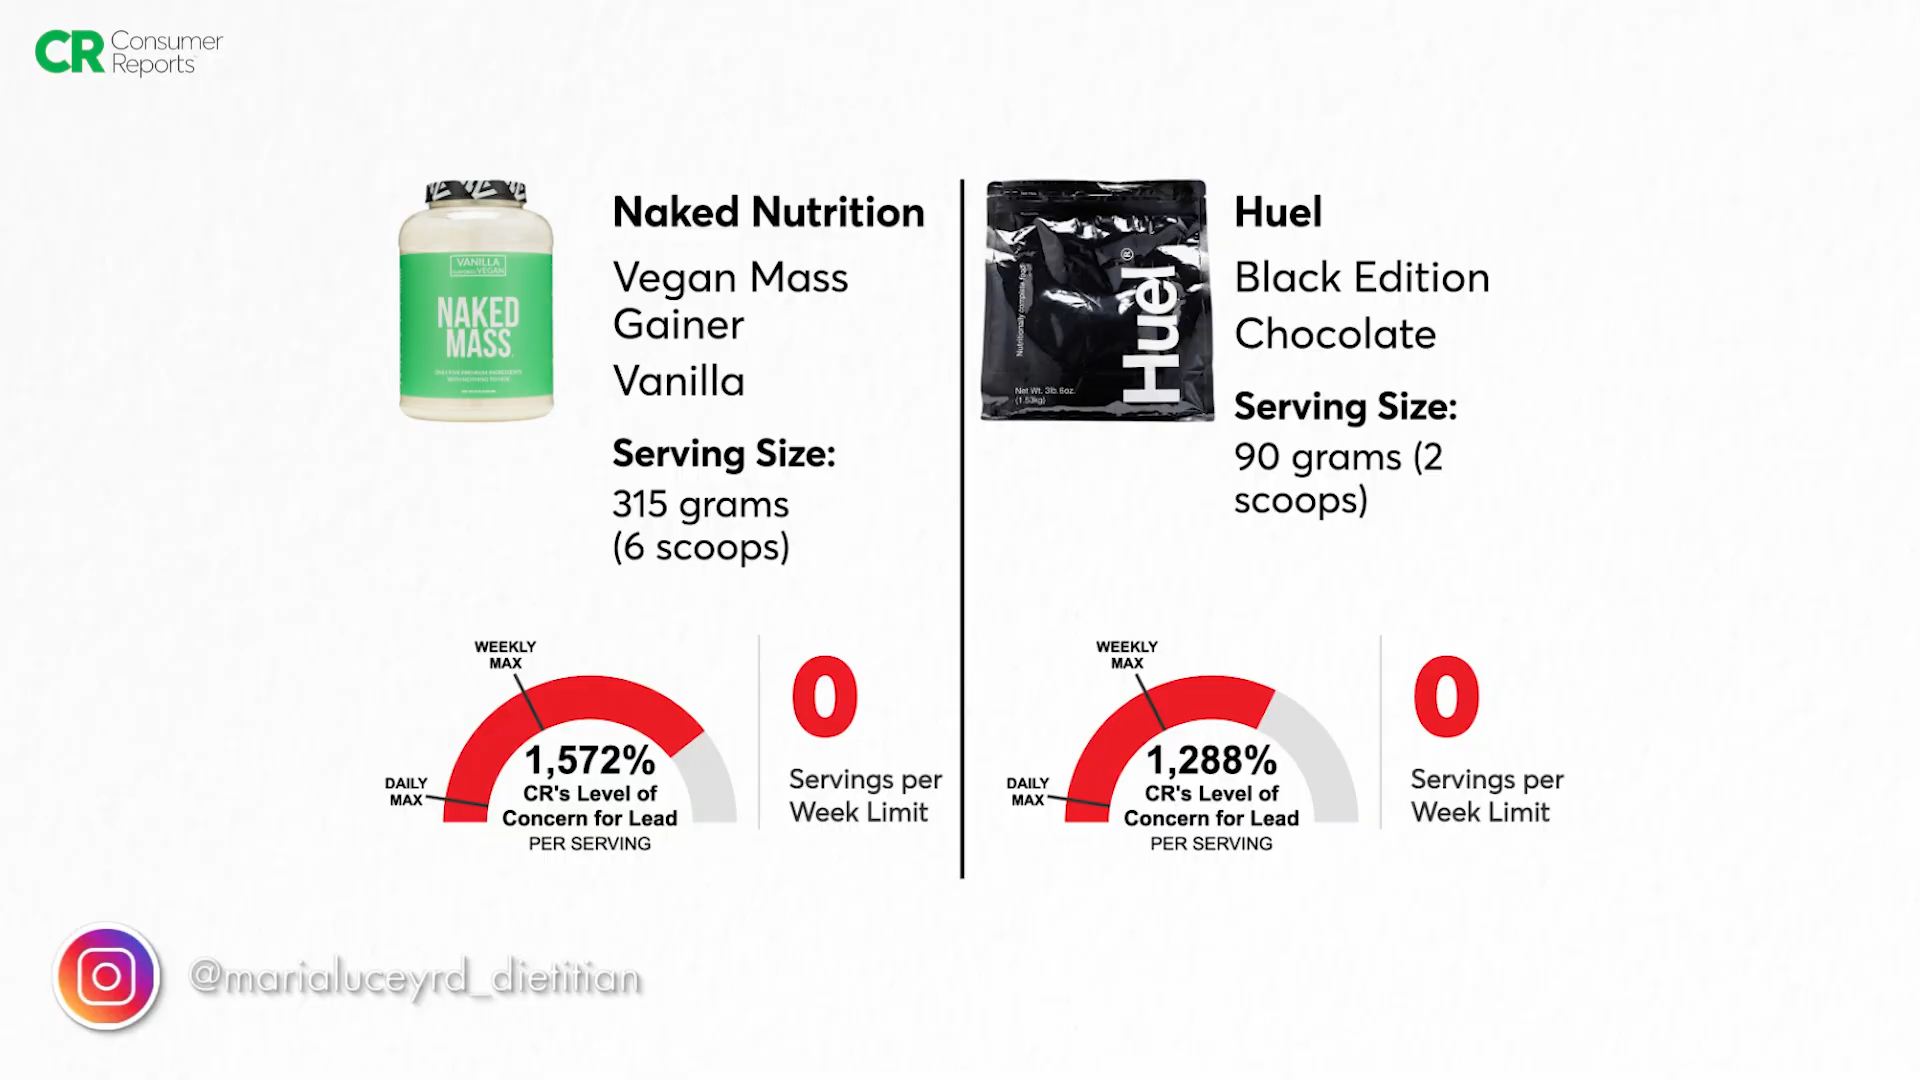 CR Consumer
Reports
VANILLA
NAKED
MASS
Naked Nutrition
Vegan Mass
Gainer
Vanilla
Serving Size:
315 grams
(6 scoops)
WEEKLY
MAX
DAILY
MAX
1,572%
CR's Level of
Concern for Lead
PER SERVING
0
Servings per
Week Limit
Nutritionally complete food
Huel®
Net Wt. 3lb. 6oz.
(1.53kg)
Huel
Black Edition
Chocolate
Serving Size:
90 grams (2
scoops)
WEEKLY
MAX
DAILY
MAX
1,288%
CR's Level of
Concern for Lead
PER SERVING
0
Servings per
Week Limit
@marialuceyrd_dietitian